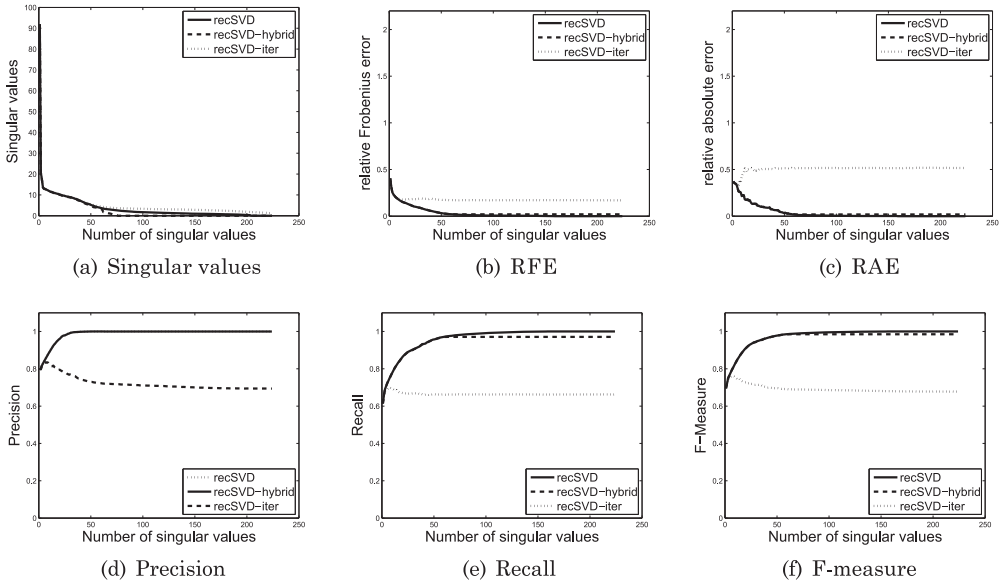 100
90
80
70
60
50
40
30
20
10
0
Singular values
recSVD
recSVD-hybrid
recSVD-iter
0 50 100 150 200 250
Number of singular values
(a) Singular values
2
1.5
1
0.5
0
relative Frobenius error
recSVD
recSVD-hybrid
recSVD-iter
0 50 100 150 200 250
Number of singular values
(b) RFE
2
1.5
1
0.5
0
relative absolute error
recSVD
recSVD-hybrid
recSVD-iter
0 50 100 150 200 250
Number of singular values
(c) RAE
1
0.8
0.6
0.4
0.2
0
Precision
recSVD
recSVD-hybrid
recSVD-iter
0 50 100 150 200 250
Number of singular values
(d) Precision
1
0.8
0.6
0.4
0.2
0
Recall
recSVD
recSVD-hybrid
recSVD-iter
0 50 100 150 200 250
Number of singular values
(e) Recall
1
0.8
0.6
0.4
0.2
0
F-Measure
recSVD
recSVD-hybrid
recSVD-iter
0 50 100 150 200 250
Number of singular values
(f) F-measure